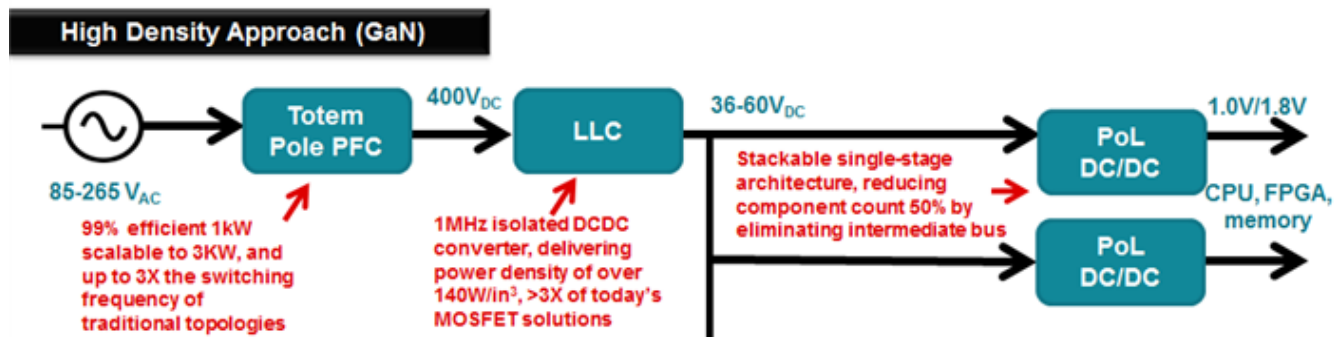 High Density Approach (GaN)
85-265 VAC
Totem
Pole PFC
99% efficient 1kW
scalable to 3KW, and
up to 3X the switching
frequency of
traditional topologies
400VDC
LLC
1MHz isolated DCDC
converter, delivering
power density of over
140W/in³, >3X of today's
MOSFET solutions
36-60VDC
Stackable single-stage
architecture, reducing
component count 50% by
eliminating intermediate bus
PoL
DC/DC
1.0V/1.8V
CPU, FPGA,
memory
PoL
DC/DC